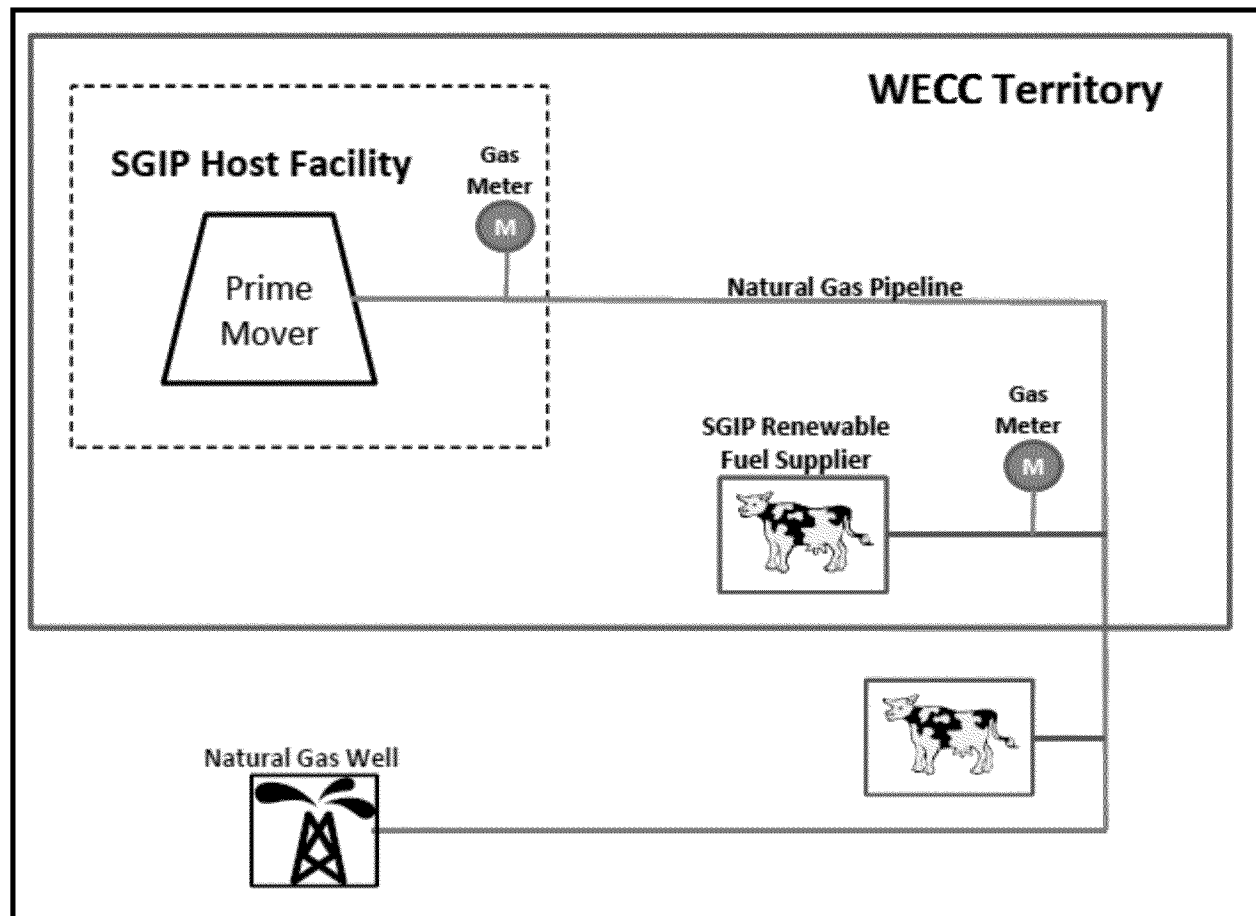 WECC Territory
SGIP Host Facility
Gas
Meter
M
Prime
Mover
Natural Gas Pipeline
Gas
Meter
M
SGIP Renewable
Fuel Supplier
Natural Gas Well